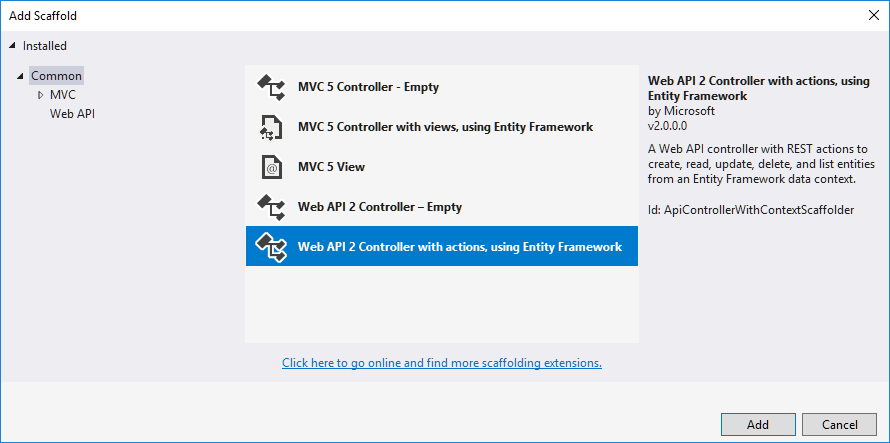 Add Scaffold
Installed
Common
MVC
Web API
MVC 5 Controller - Empty
MVC 5 Controller with views, using Entity Framework
MVC 5 View
Web API 2 Controller – Empty
Web API 2 Controller with actions, using Entity Framework
Click here to go online and find more scaffolding extensions.
Web API 2 Controller with actions, using
Entity Framework
by Microsoft
v2.0.0.0
A Web API controller with REST actions to
create, read, update, delete, and list entities
from an Entity Framework data context.
Id: ApiControllerWithContextScaffolder
Add
Cancel